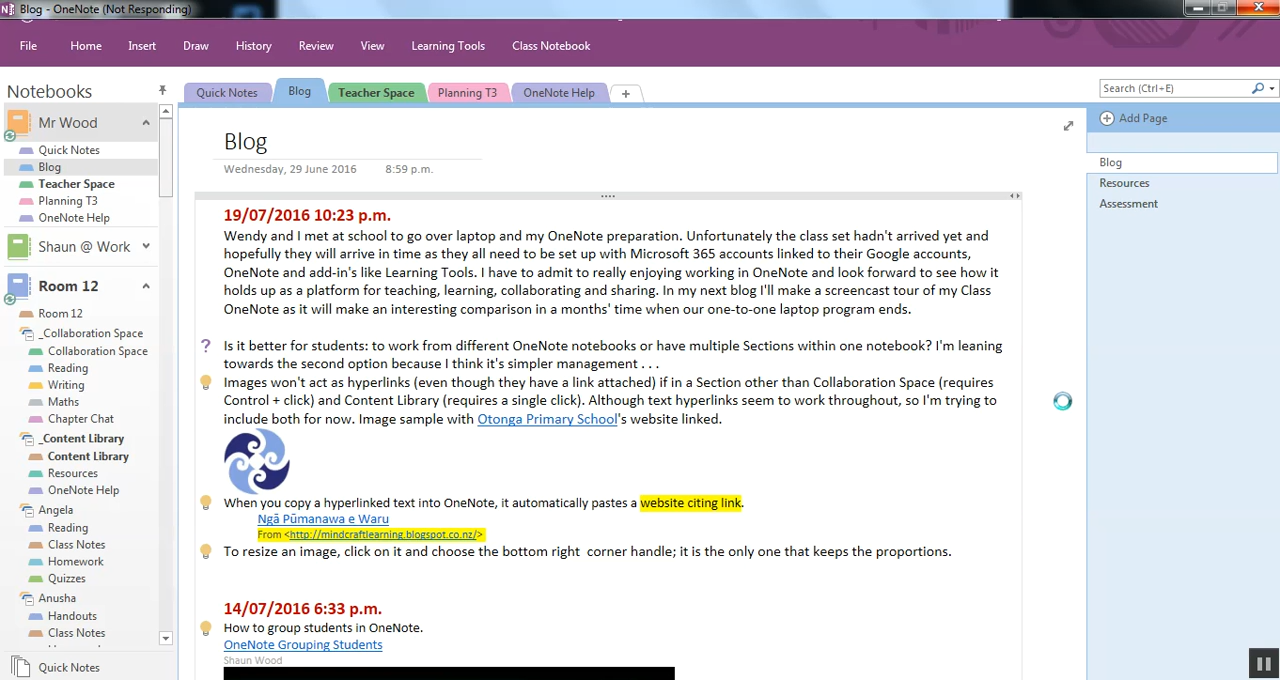 Blog - OneNote (Not Responding)
File Home Insert Draw History Review View Learning Tools Class Notebook
Notebooks
Mr Wood
Quick Notes
Blog
Teacher Space
Planning T3
OneNote Help
Shaun @ Work
Room 12
Room 12
_Collaboration Space
Collaboration Space
Reading
Writing
Maths
Chapter Chat
_Content Library
Content Library
Resources
OneNote Help
Angela
Reading
Class Notes
Homework
Quizzes
Anusha
Handouts
Class Notes
Quick Notes
Quick Notes Blog Teacher Space Planning T3 OneNote Help +
Blog
Wednesday, 29 June 2016 8:59 p.m.
19/07/2016 10:23 p.m.
Wendy and I met at school to go over laptop and my OneNote preparation. Unfortunately the class set hadn't arrived yet and
hopefully they will arrive in time as they all need to be set up with Microsoft 365 accounts linked to their Google accounts,
OneNote and add-in's like Learning Tools. I have to admit to really enjoying working in OneNote and look forward to see how it
holds up as a platform for teaching, learning, collaborating and sharing. In my next blog I'll make a screencast tour of my Class
OneNote as it will make an interesting comparison in a months' time when our one-to-one laptop program ends.
? Is it better for students: to work from different OneNote notebooks or have multiple Sections within one notebook? I'm leaning
towards the second option because I think it's simpler management . . .
Images won't act as hyperlinks (even though they have a link attached) if in a Section other than Collaboration Space (requires
Control + click) and Content Library (requires a single click). Although text hyperlinks seem to work throughout, so I'm trying to
include both for now. Image sample with Otonga Primary School's website linked.
When you copy a hyperlinked text into OneNote, it automatically pastes a website citing link.
Ngā Pūmanawa e Waru
From <http://mindcraftlearning.blogspot.co.nz/>
To resize an image, click on it and choose the bottom right corner handle; it is the only one that keeps the proportions.
14/07/2016 6:33 p.m.
How to group students in OneNote.
OneNote Grouping Students
Shaun Wood
Search (Ctrl+E)
Add Page
Blog
Resources
Assessment